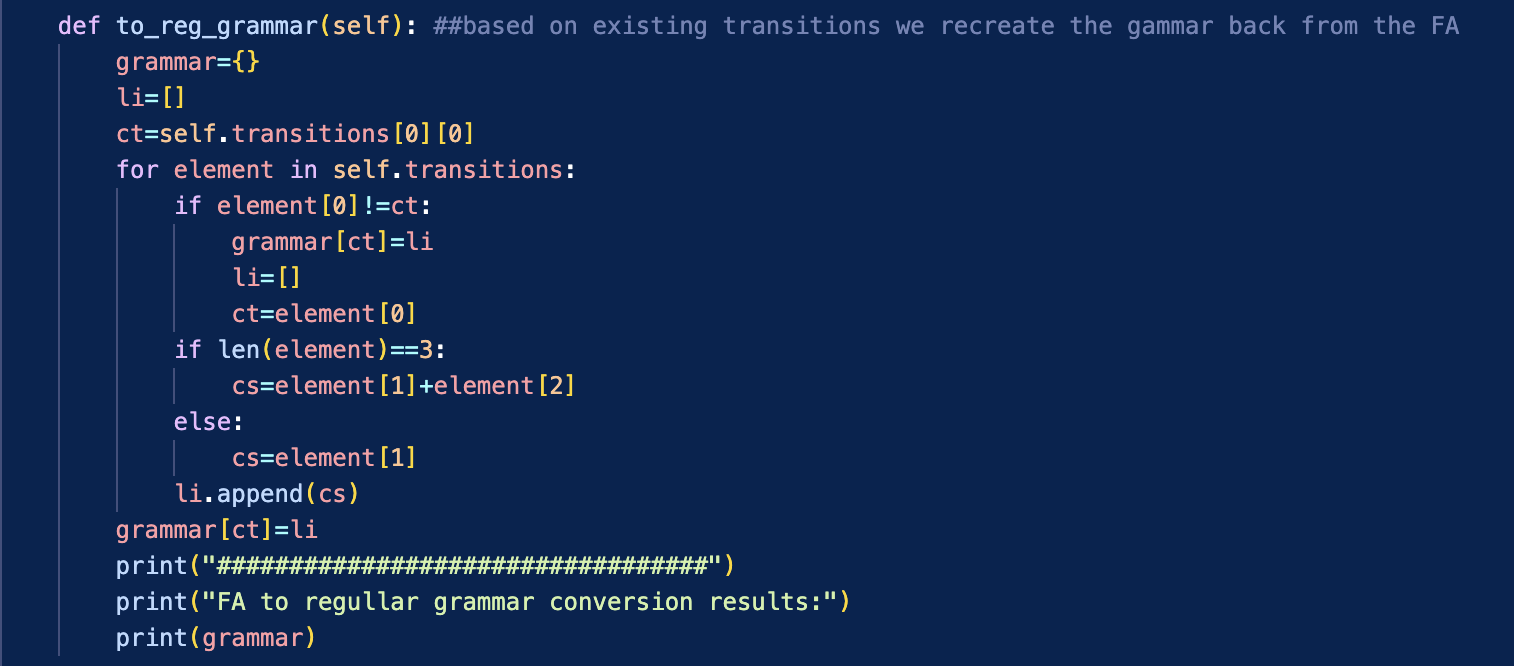 def to_reg_grammar(self): ##based on existing transitions we recreate the gammar back from the FA
    grammar={}
    li=[]
    ct=self.transitions[0][0]
    for element in self.transitions:
        if element[0]!=ct:
            grammar[ct]=li
            li=[]
            ct=element[0]
        if len(element)==3:
            cs=element[1]+element[2]
        else:
            cs=element[1]
        li.append(cs)
    grammar[ct]=li
    print("##################################")
    print("FA to regullar grammar conversion results:")
    print(grammar)